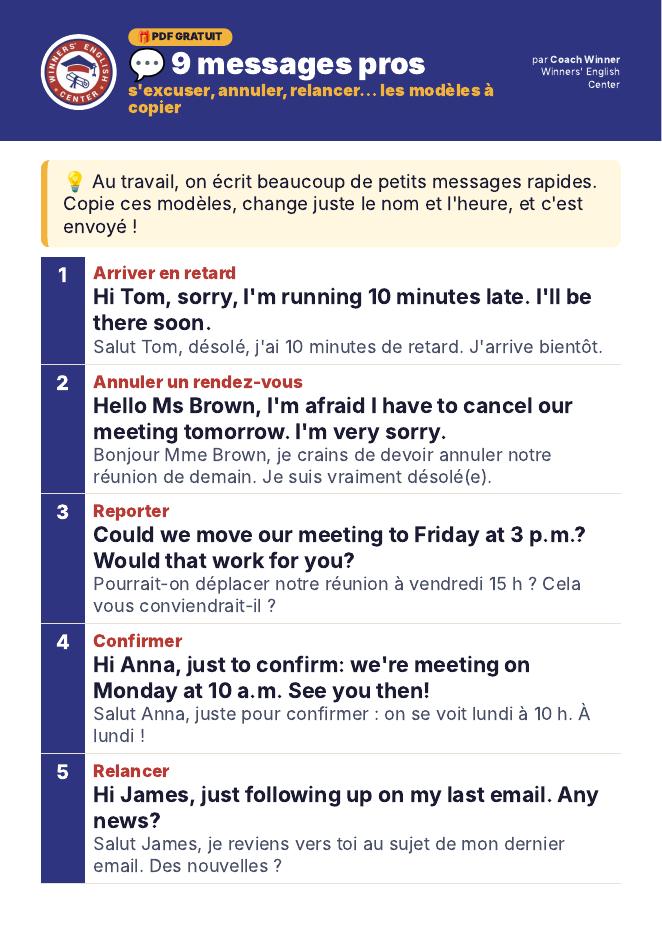 WINNERS' ENGLISH CENTER
🎁 PDF GRATUIT
💬 9 messages pros
s'excuser, annuler, relancer… les modèles à
copier
par Coach Winner
Winners' English
Center
💡 Au travail, on écrit beaucoup de petits messages rapides.
Copie ces modèles, change juste le nom et l'heure, et c'est
envoyé !
1
Arriver en retard
Hi Tom, sorry, I'm running 10 minutes late. I'll be
there soon.
Salut Tom, désolé, j'ai 10 minutes de retard. J'arrive bientôt.
2
Annuler un rendez-vous
Hello Ms Brown, I'm afraid I have to cancel our
meeting tomorrow. I'm very sorry.
Bonjour Mme Brown, je crains de devoir annuler notre
réunion de demain. Je suis vraiment désolé(e).
3
Reporter
Could we move our meeting to Friday at 3 p.m.?
Would that work for you?
Pourrait-on déplacer notre réunion à vendredi 15 h ? Cela
vous conviendrait-il ?
4
Confirmer
Hi Anna, just to confirm: we're meeting on
Monday at 10 a.m. See you then!
Salut Anna, juste pour confirmer : on se voit lundi à 10 h. À
lundi !
5
Relancer
Hi James, just following up on my last email. Any
news?
Salut James, je reviens vers toi au sujet de mon dernier
email. Des nouvelles ?